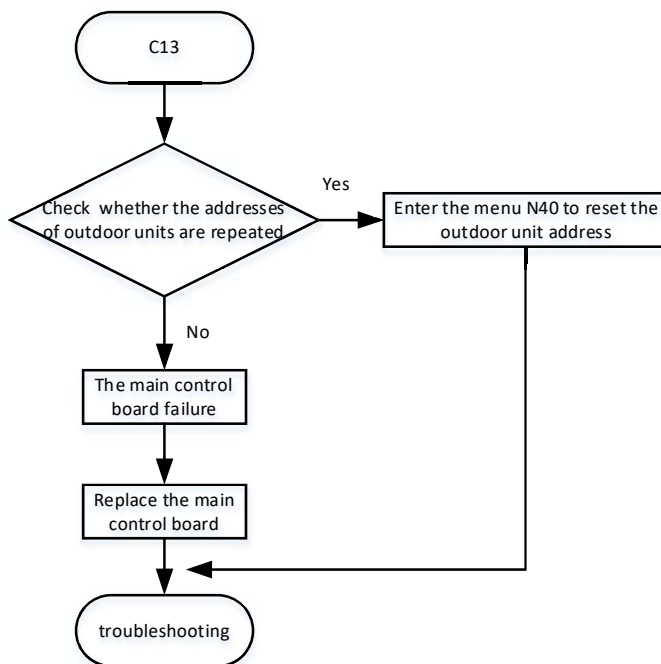 C13
Check whether the addresses
of outdoor units are repeated
Yes
Enter the menu N40 to reset the
outdoor unit address
No
The main control
board failure
Replace the main
control board
troubleshooting